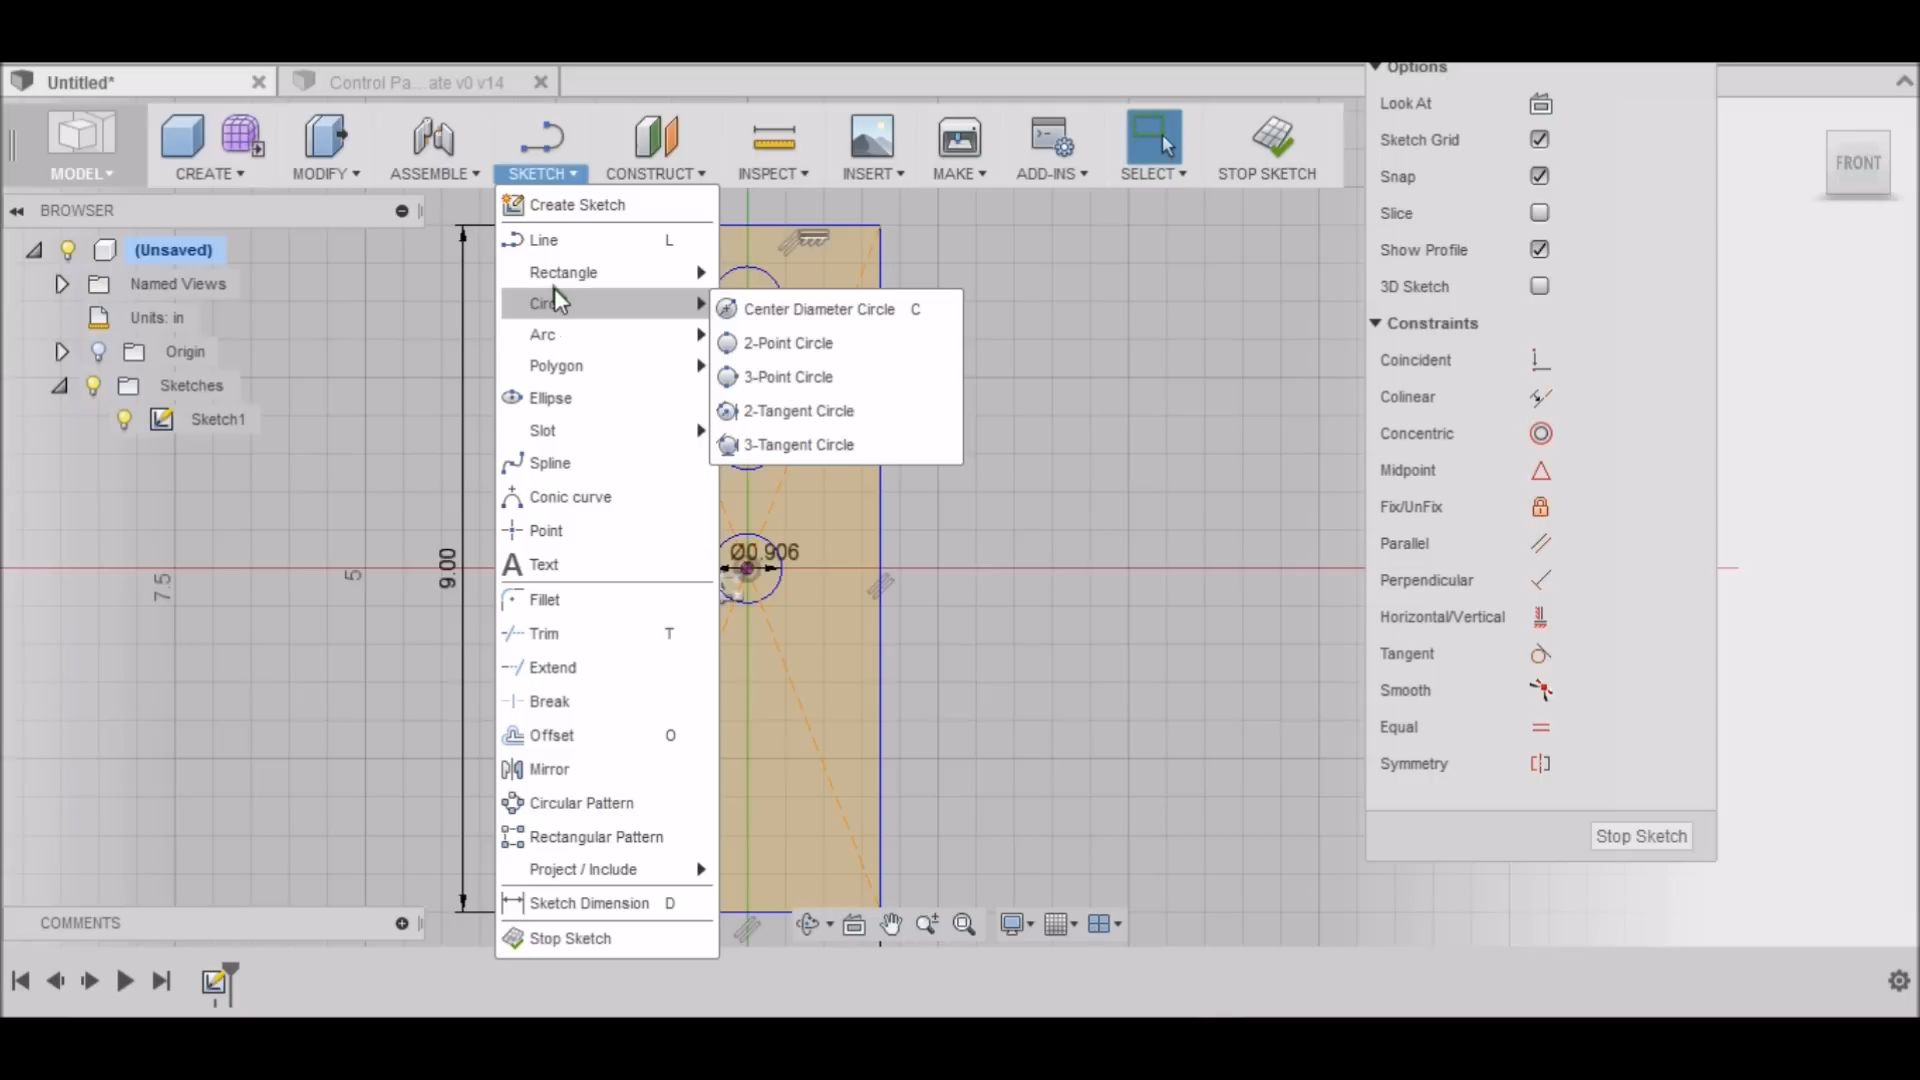 Untitled*
Control Pa...ate v0 v14
MODEL
CREATE
MODIFY
ASSEMBLE
SKETCH
CONSTRUCT
INSPECT
INSERT
MAKE
ADD-INS
SELECT
STOP SKETCH
BROWSER
(Unsaved)
Named Views
Units: in
Origin
Sketches
Sketch1
Create Sketch
Line L
Rectangle
Arc
Polygon
Ellipse
Slot
Spline
Conic curve
Point
Text
Fillet
Trim T
Extend
Break
Offset O
Mirror
Circular Pattern
Rectangular Pattern
Project / Include
Sketch Dimension D
Stop Sketch
Center Diameter Circle C
2-Point Circle
3-Point Circle
2-Tangent Circle
3-Tangent Circle
7.5
5
9.00
Ø0.906
Options
Look At
Sketch Grid
Snap
Slice
Show Profile
3D Sketch
Constraints
Coincident
Colinear
Concentric
Midpoint
Fix/UnFix
Parallel
Perpendicular
Horizontal/Vertical
Tangent
Smooth
Equal
Symmetry
Stop Sketch
FRONT
COMMENTS